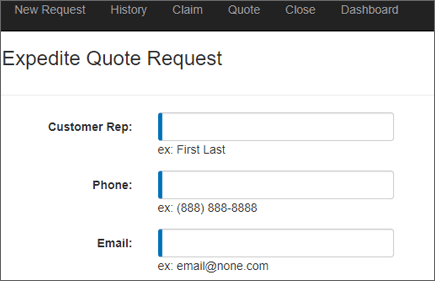 New Request History Claim Quote Close Dashboard
Expedite Quote Request
Customer Rep:
ex: First Last
Phone:
ex: (888) 888-8888
Email:
ex: email@none.com